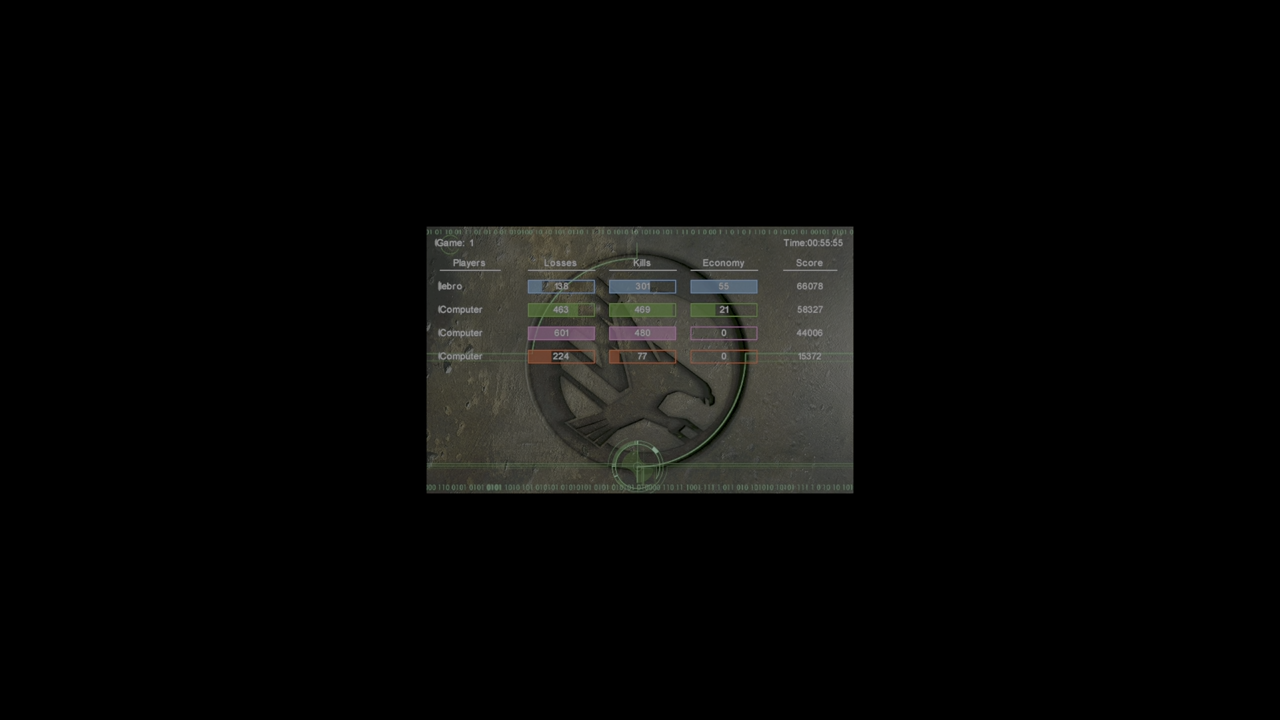 Game: 1 Time:00:55:55
Players Losses Kills Economy Score
138 301 55 66078
Computer 463 469 21 58327
Computer 601 480 0 44006
Computer 224 77 0 15372